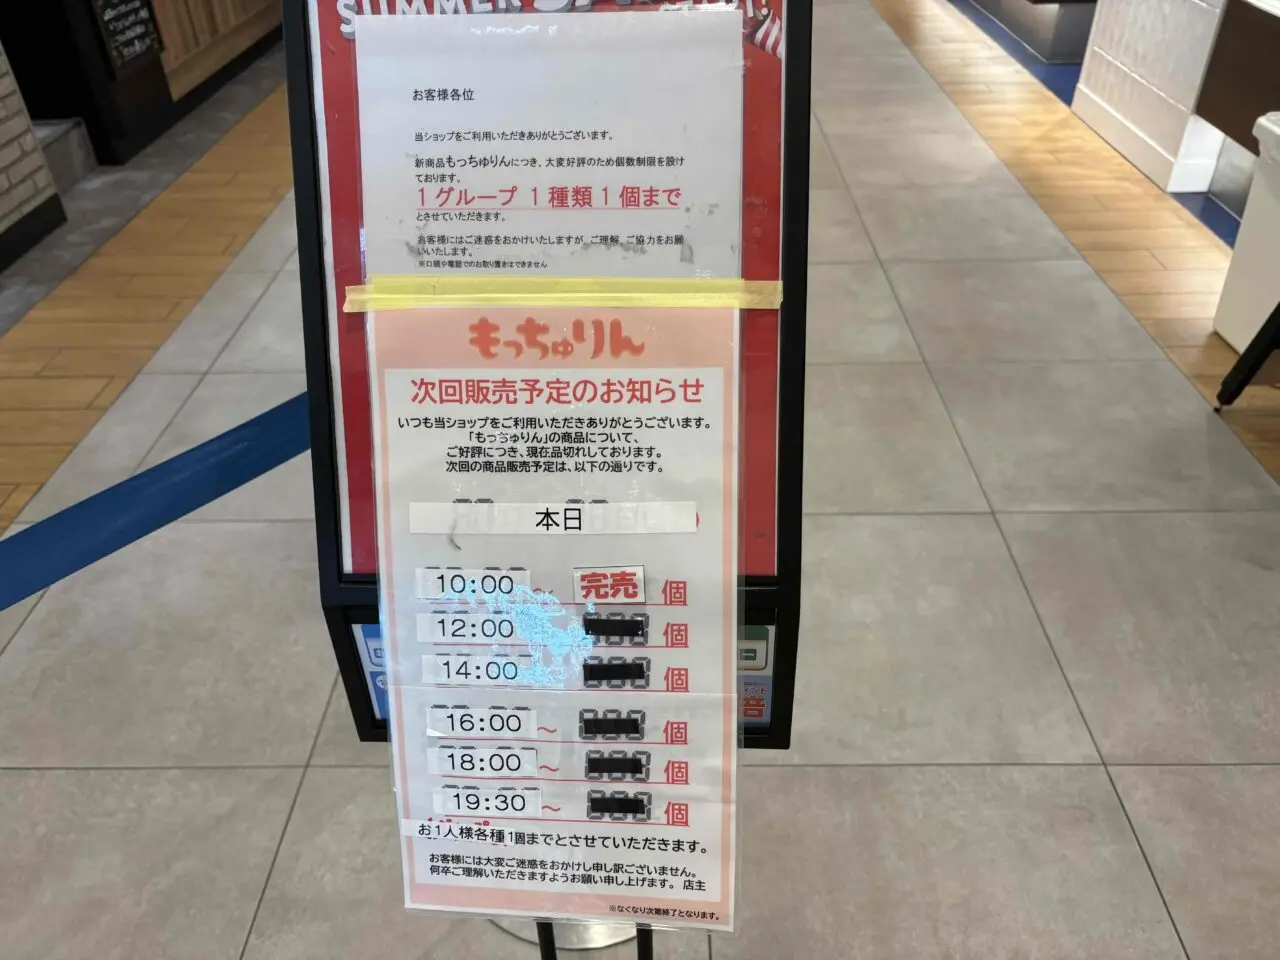 SUMMER
お客様各位
当ショップをご利用いただきありがとうございます。
新商品もっちゅりんにつき、大変好評のため個数制限を設け
ております。
1グループ 1種類1個まで
とさせていただきます。
お客様にはご迷惑をおかけいたしますが、ご理解、ご協力をお願
いいたします。
※口頭や電話でのお取り置きはできません
もっちゅりん
次回販売予定のお知らせ
いつも当ショップをご利用いただきありがとうございます。
「もっちゅりん」の商品について、
ご好評につき、現在品切れしております。
次回の商品販売予定は、以下の通りです。
本日
10:00～ 完売 個
12:00 個
14:00 個
16:00～ 個
18:00～ 個
19:30～ 個
お1人様各種1個までとさせていただきます。
お客様には大変ご迷惑をおかけし申し訳ございません。
何卒ご理解いただきますようお願い申し上げます。 店主
※なくなり次第終了となります。